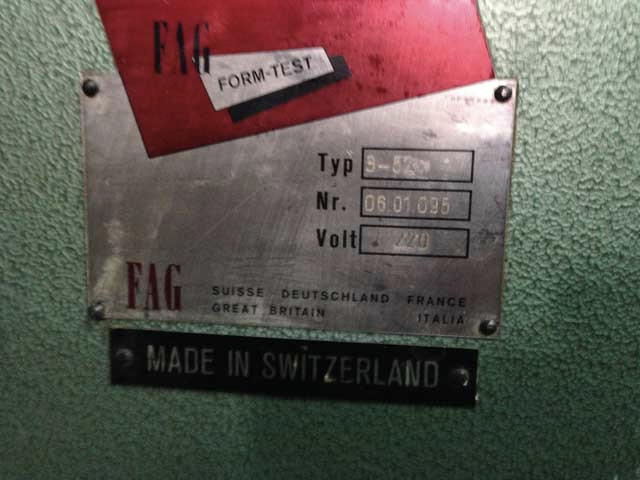 FAG
FORM-TEST
Typ
Nr. 06.01.095
Volt 220
FAG
SUISSE DEUTSCHLAND FRANCE
GREAT BRITAIN ITALIA
MADE IN SWITZERLAND